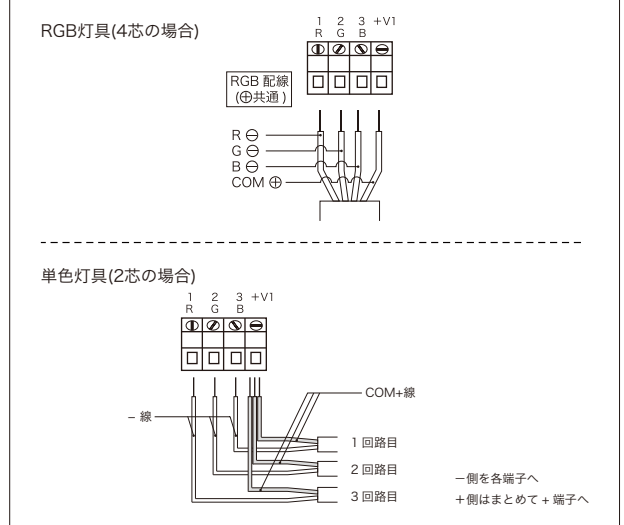 RGB灯具(4芯の場合)
1 2 3 +V1
R G B
RGB 配線
(⊕共通)
R ⊖
G ⊖
B ⊖
COM ⊕
単色灯具(2芯の場合)
1 2 3 +V1
R G B
COM+線
− 線
1 回路目
2 回路目
3 回路目
−側を各端子へ
+側はまとめて + 端子へ